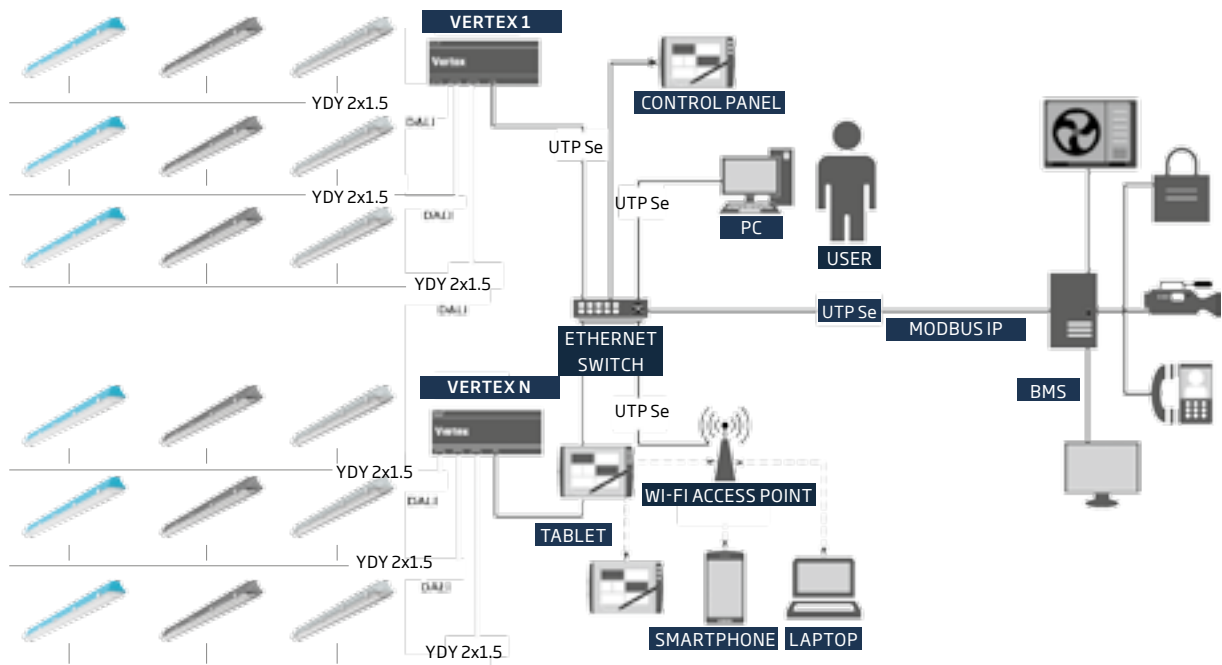 VERTEX 1
Vertex
YDY 2x1.5
DALI
CONTROL PANEL
UTP Se
YDY 2x1.5
DALI
UTP Se
PC
USER
YDY 2x1.5
DALI
ETHERNET
SWITCH
UTP Se
MODBUS IP
BMS
VERTEX N
Vertex
UTP Se
YDY 2x1.5
DALI
WI-FI ACCESS POINT
TABLET
YDY 2x1.5
DALI
SMARTPHONE
LAPTOP
YDY 2x1.5